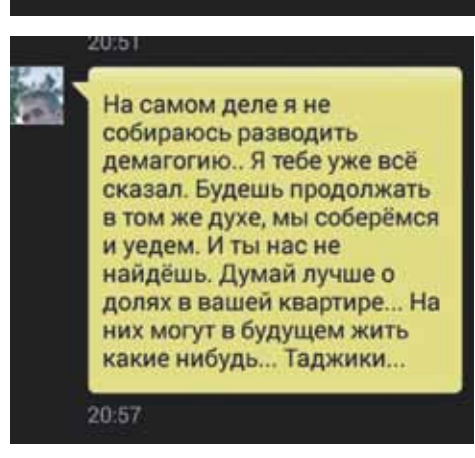 20:51
На самом деле я не
собираюсь разводить
демагогию.. Я тебе уже всё
сказал. Будешь продолжать
в том же духе, мы соберёмся
и уедем. И ты нас не
найдёшь. Думай лучше о
долях в вашей квартире... На
них могут в будущем жить
какие нибудь... Таджики...
20:57